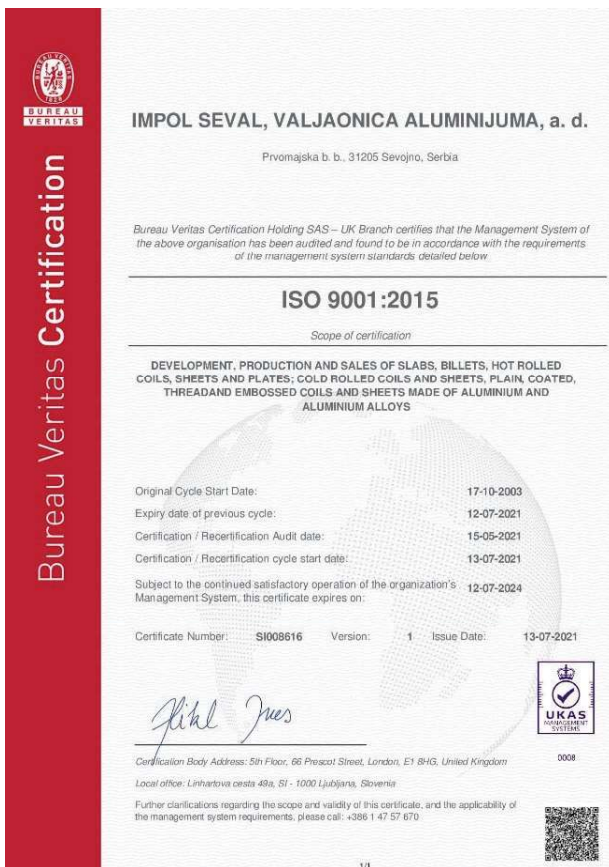 BUREAU
VERITAS
Bureau Veritas Certification
IMPOL SEVAL, VALJAONICA ALUMINIJUMA, a. d.
Prvomajska b. b., 31205 Sevojno, Serbia
Bureau Veritas Certification Holding SAS – UK Branch certifies that the Management System of
the above organisation has been audited and found to be in accordance with the requirements
of the management system standards detailed below
ISO 9001:2015
Scope of certification
DEVELOPMENT, PRODUCTION AND SALES OF SLABS, BILLETS, HOT ROLLED
COILS, SHEETS AND PLATES; COLD ROLLED COILS AND SHEETS, PLAIN, COATED,
THREADAND EMBOSSED COILS AND SHEETS MADE OF ALUMINIUM AND
ALUMINIUM ALLOYS
Original Cycle Start Date: 17-10-2003
Expiry date of previous cycle: 12-07-2021
Certification / Recertification Audit date: 15-05-2021
Certification / Recertification cycle start date: 13-07-2021
Subject to the continued satisfactory operation of the organization's
Management System, this certificate expires on: 12-07-2024
Certificate Number: SI008616 Version: 1 Issue Date: 13-07-2021
UKAS
MANAGEMENT
SYSTEMS
0008
Certification Body Address: 5th Floor, 66 Prescot Street, London, E1 8HG, United Kingdom
Local office: Linhartova cesta 49a, SI - 1000 Ljubljana, Slovenia
Further clarifications regarding the scope and validity of this certificate, and the applicability of
the management system requirements, please call: +386 1 47 57 670
1/1